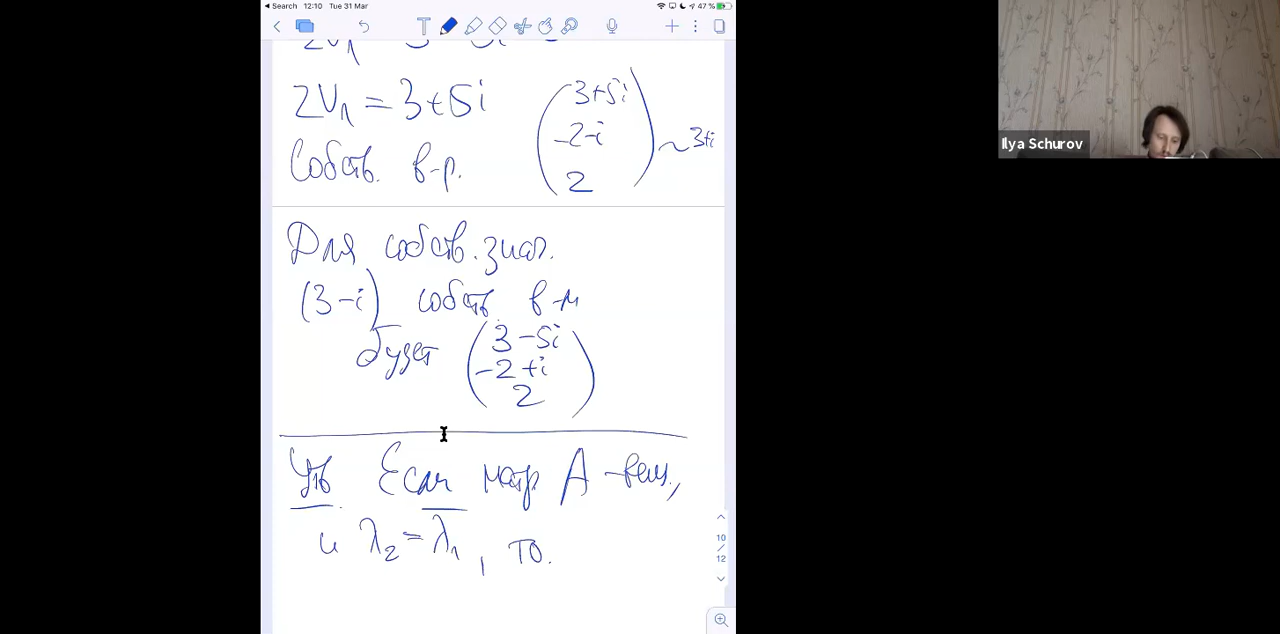 Search 12:10 Tue 31 Mar 47 %
2V₁ = 3+5i
Собств. в-р.
3+5i
-2-i
2
~ 3+i
Для собств. знач.
(3-i) собств в-м
будет
3-5i
-2+i
2
Утв Если матр A-вещ.,
и λ₂ = λ̅₁, то.
10
12
Ilya Schurov